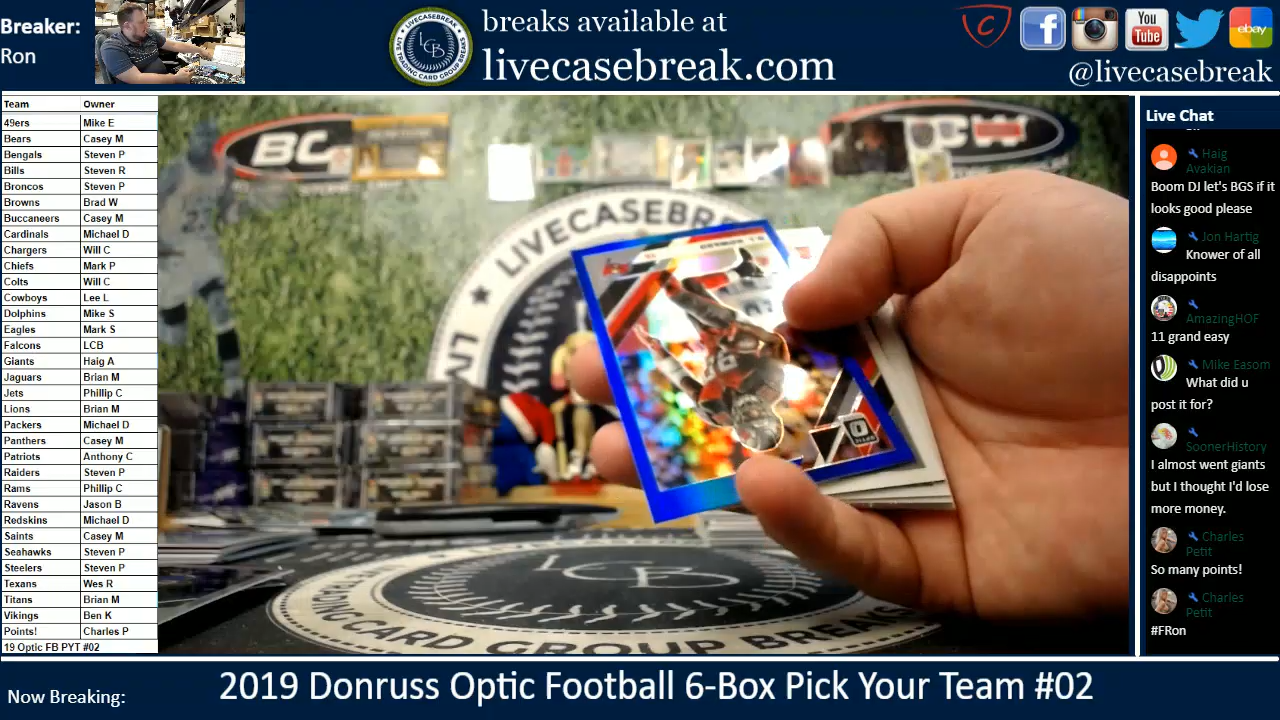 Breaker:
Ron
breaks available at
livecasebreak.com
You
Tube
ebay
@livecasebreak
Team Owner
49ers Mike E
Bears Casey M
Bengals Steven P
Bills Steven R
Broncos Steven P
Browns Brad W
Buccaneers Casey M
Cardinals Michael D
Chargers Will C
Chiefs Mark P
Colts Will C
Cowboys Lee L
Dolphins Mike S
Eagles Mark S
Falcons LCB
Giants Haig A
Jaguars Brian M
Jets Phillip C
Lions Brian M
Packers Michael D
Panthers Casey M
Patriots Anthony C
Raiders Steven P
Rams Phillip C
Ravens Jason B
Redskins Michael D
Saints Casey M
Seahawks Steven P
Steelers Steven P
Texans Wes R
Titans Brian M
Vikings Ben K
Points! Charles P
19 Optic FB PYT #02
LCB
LIVECASEBRE
LCB
Live Chat
Haig
Avakian
Boom DJ let's BGS if it
looks good please
Jon Hartig
Knower of all
disappoints
AmazingHOF
11 grand easy
Mike Easom
What did u
post it for?
SoonerHistory
I almost went giants
but I thought I'd lose
more money.
Charles
Petit
So many points!
Charles
Petit
#FRon
Now Breaking:
2019 Donruss Optic Football 6-Box Pick Your Team #02